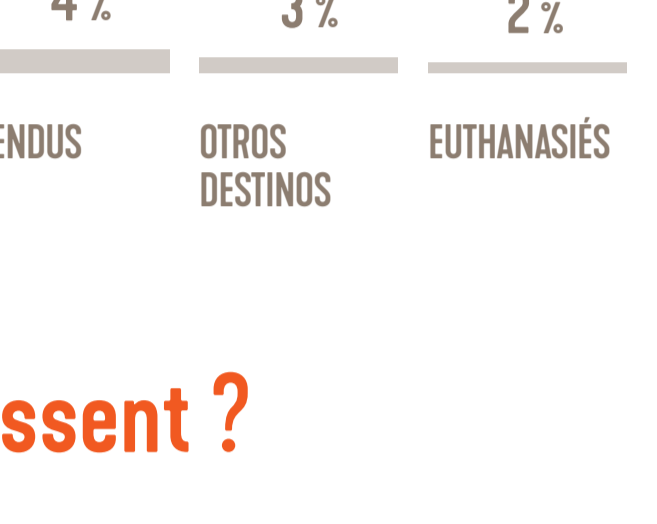 4 %
3 %
2 %
ENDUS
OTROS
DESTINOS
EUTHANASIÉS
ssent ?